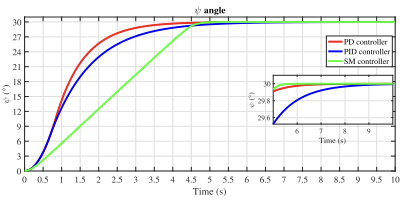 ψ angle
30
27
24
21
18
15
12
9
6
3
0
ψ (°)
PD controller
PID controller
SM controller
30
29.8
29.6
ψ (°)
6 7 8 9
Time (s)
0 0.5 1 1.5 2 2.5 3 3.5 4 4.5 5 5.5 6 6.5 7 7.5 8 8.5 9 9.5 10
Time (s)